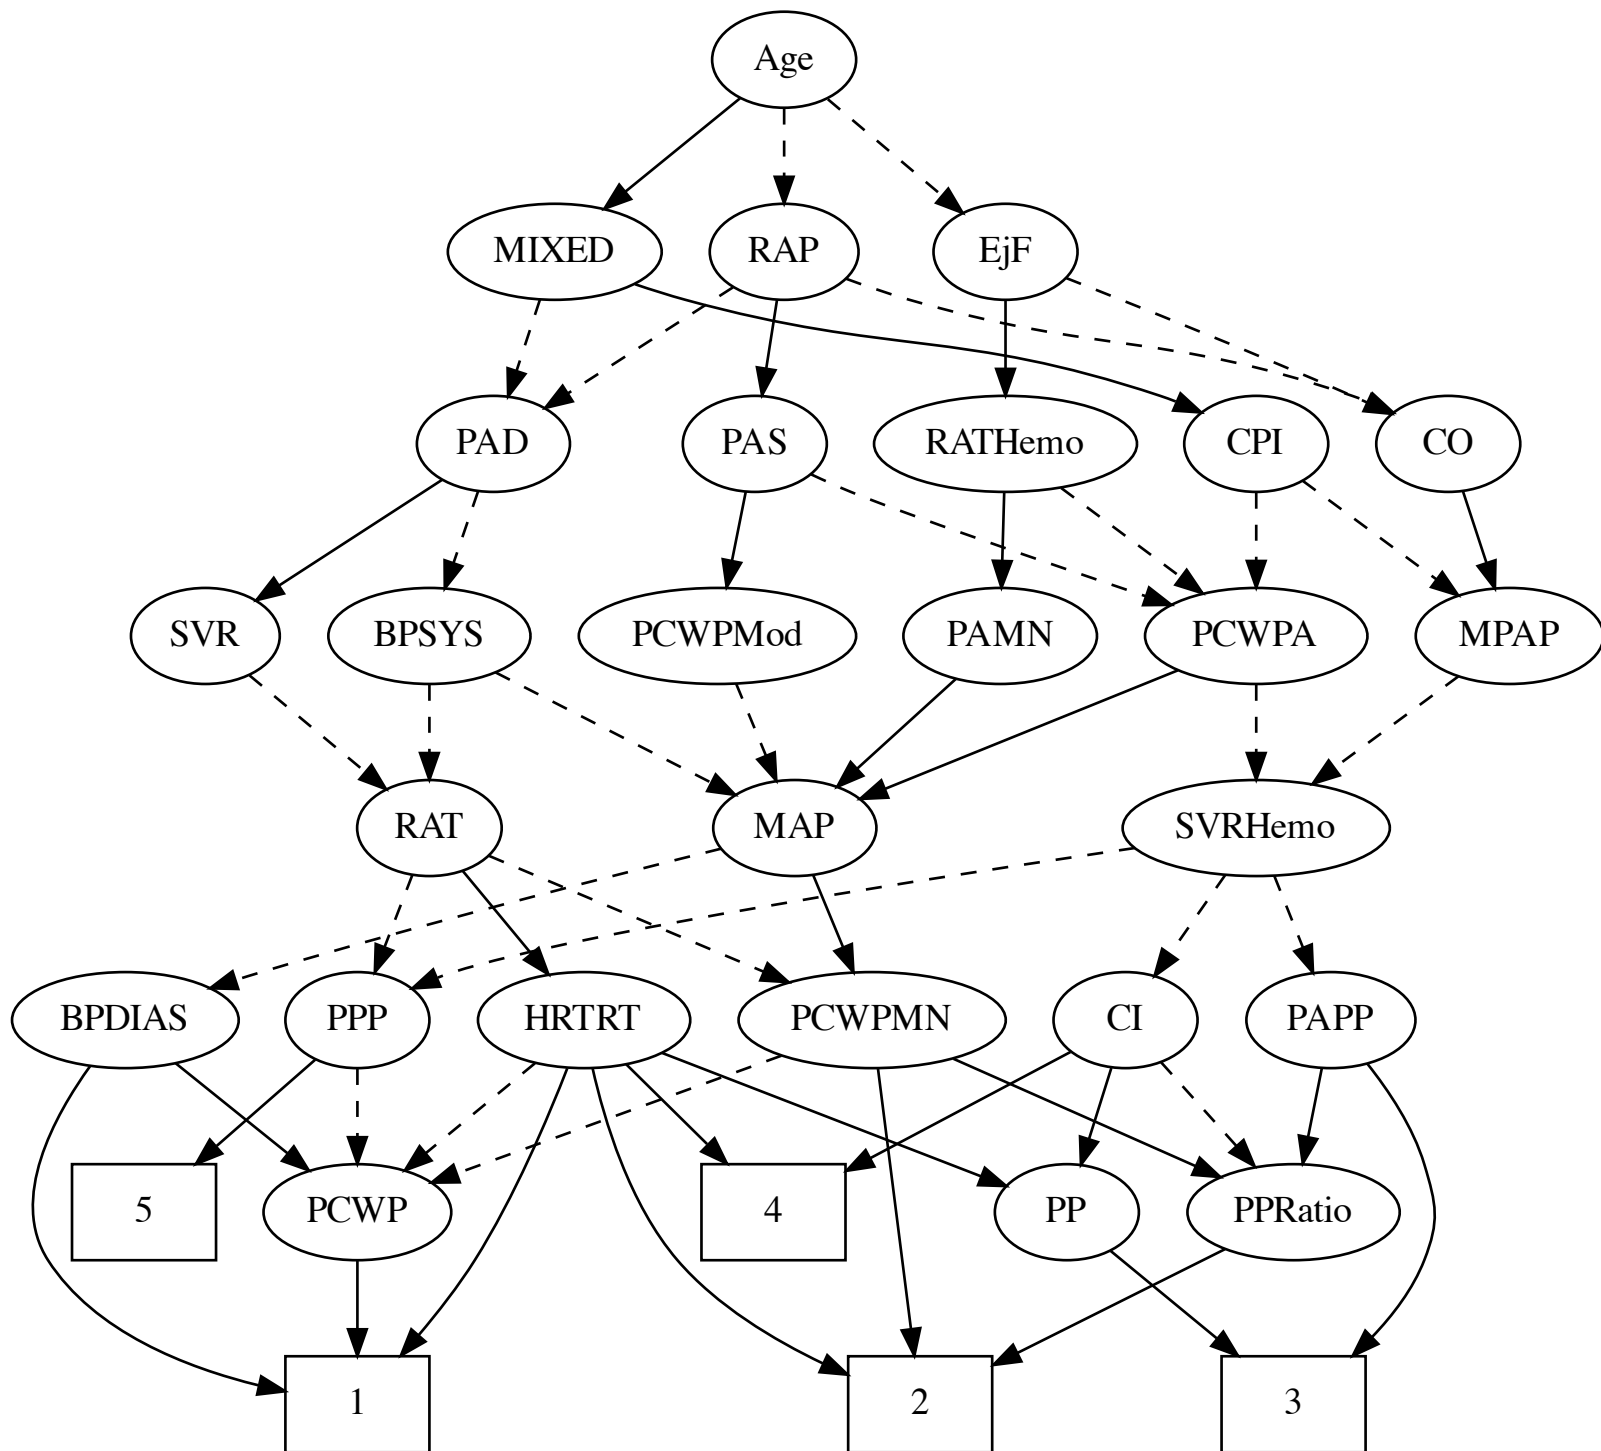 Age
MIXED
RAP
EjF
PAD
PAS
RATHemo
CPI
CO
SVR
BPSYS
PCWPMod
PAMN
PCWPA
MPAP
RAT
MAP
SVRHemo
BPDIAS
PPP
HRTRT
PCWPMN
CI
PAPP
5
PCWP
4
PP
PPRatio
1
2
3